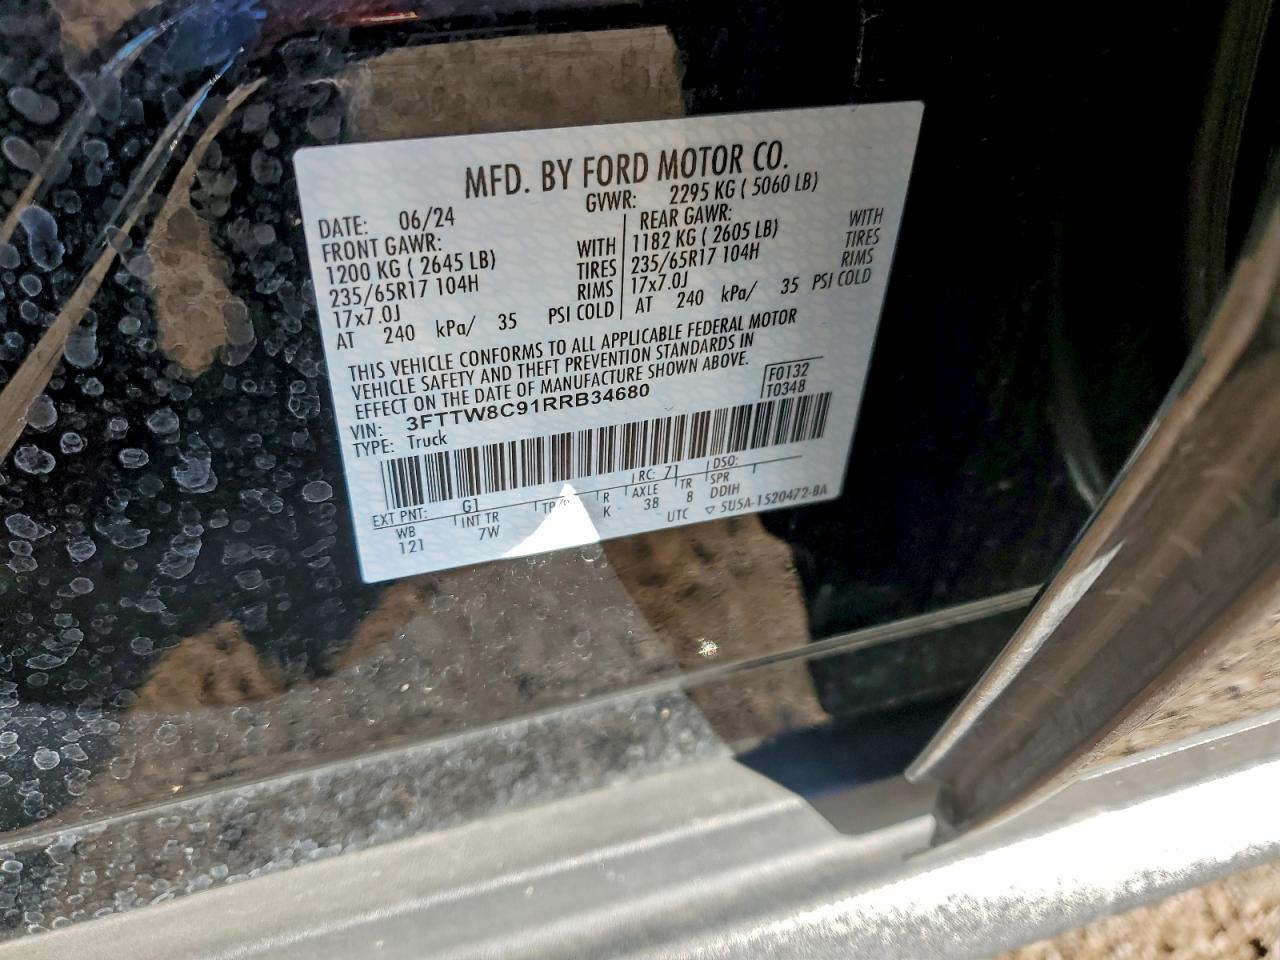 MFD. BY FORD MOTOR CO.
DATE: 06/24 GVWR: 2295 KG ( 5060 LB)
FRONT GAWR: REAR GAWR:
1200 KG ( 2645 LB) WITH 1182 KG ( 2605 LB) WITH
235/65R17 104H TIRES 235/65R17 104H TIRES
17x7.0J RIMS 17x7.0J RIMS
AT 240 kPa/ 35 PSI COLD AT 240 kPa/ 35 PSI COLD
THIS VEHICLE CONFORMS TO ALL APPLICABLE FEDERAL MOTOR
VEHICLE SAFETY AND THEFT PREVENTION STANDARDS IN
EFFECT ON THE DATE OF MANUFACTURE SHOWN ABOVE.
F0132
VIN: 3FTTW8C91RRB34680 T0348
TYPE: Truck
EXT PNT: G1 RC: 71 DSO:
WB INT TR R AXLE TR SPR
121 7W K 38 8 DDIH
UTC ▽ 5U5A-1520472-BA